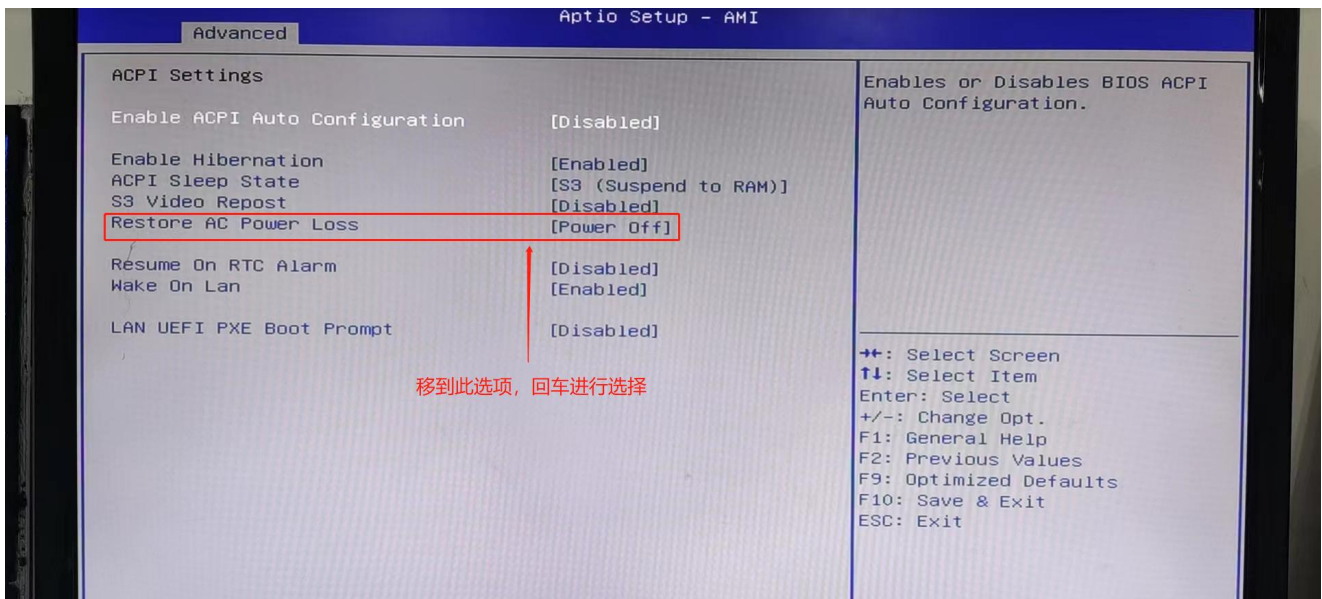 Aptio Setup - AMI
Advanced
ACPI Settings
Enable ACPI Auto Configuration [Disabled]
Enable Hibernation [Enabled]
ACPI Sleep State [S3 (Suspend to RAM)]
S3 Video Repost [Disabled]
Restore AC Power Loss [Power Off]
Resume On RTC Alarm [Disabled]
Wake On Lan [Enabled]
LAN UEFI PXE Boot Prompt [Disabled]
移到此选项，回车进行选择
Enables or Disables BIOS ACPI
Auto Configuration.
→←: Select Screen
↑↓: Select Item
Enter: Select
+/-: Change Opt.
F1: General Help
F2: Previous Values
F9: Optimized Defaults
F10: Save & Exit
ESC: Exit